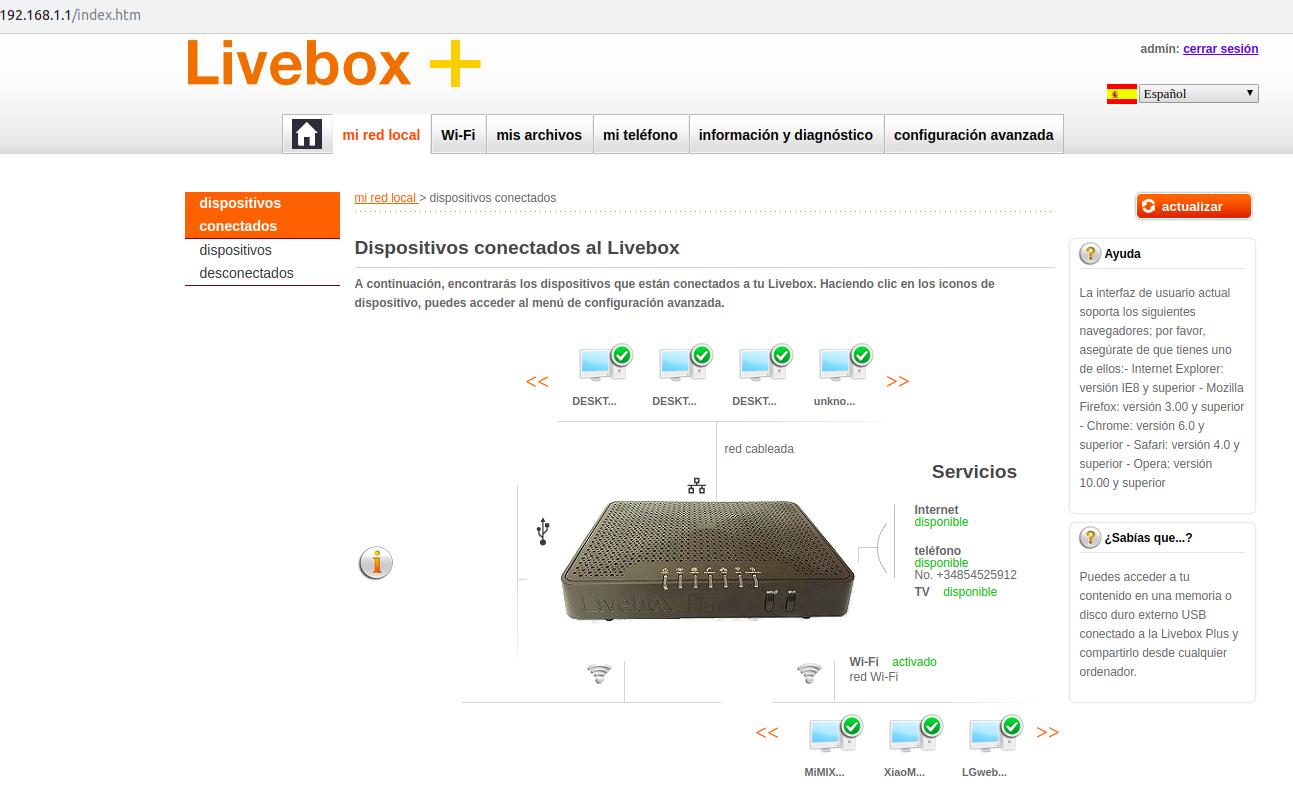 192.168.1.1/index.htm
Livebox +
admin: cerrar sesión
Español
mi red local
Wi-Fi
mis archivos
mi teléfono
información y diagnóstico
configuración avanzada
dispositivos
conectados
dispositivos
desconectados
mi red local > dispositivos conectados
actualizar
Dispositivos conectados al Livebox
A continuación, encontrarás los dispositivos que están conectados a tu Livebox. Haciendo clic en los iconos de
dispositivo, puedes acceder al menú de configuración avanzada.
<<
DESKT...
DESKT...
DESKT...
unkno...
>>
red cableada
Servicios
Internet
disponible
teléfono
disponible
No. +34854525912
TV disponible
Livebox Plus
Wi-Fi activado
red Wi-Fi
<<
MiMIX...
XiaoM...
LGweb...
>>
Ayuda
La interfaz de usuario actual
soporta los siguientes
navegadores; por favor,
asegúrate de que tienes uno
de ellos:- Internet Explorer:
versión IE8 y superior - Mozilla
Firefox: versión 3.00 y superior
- Chrome: versión 6.0 y
superior - Safari: versión 4.0 y
superior - Opera: versión
10.00 y superior
¿Sabías que...?
Puedes acceder a tu
contenido en una memoria o
disco duro externo USB
conectado a la Livebox Plus y
compartirlo desde cualquier
ordenador.